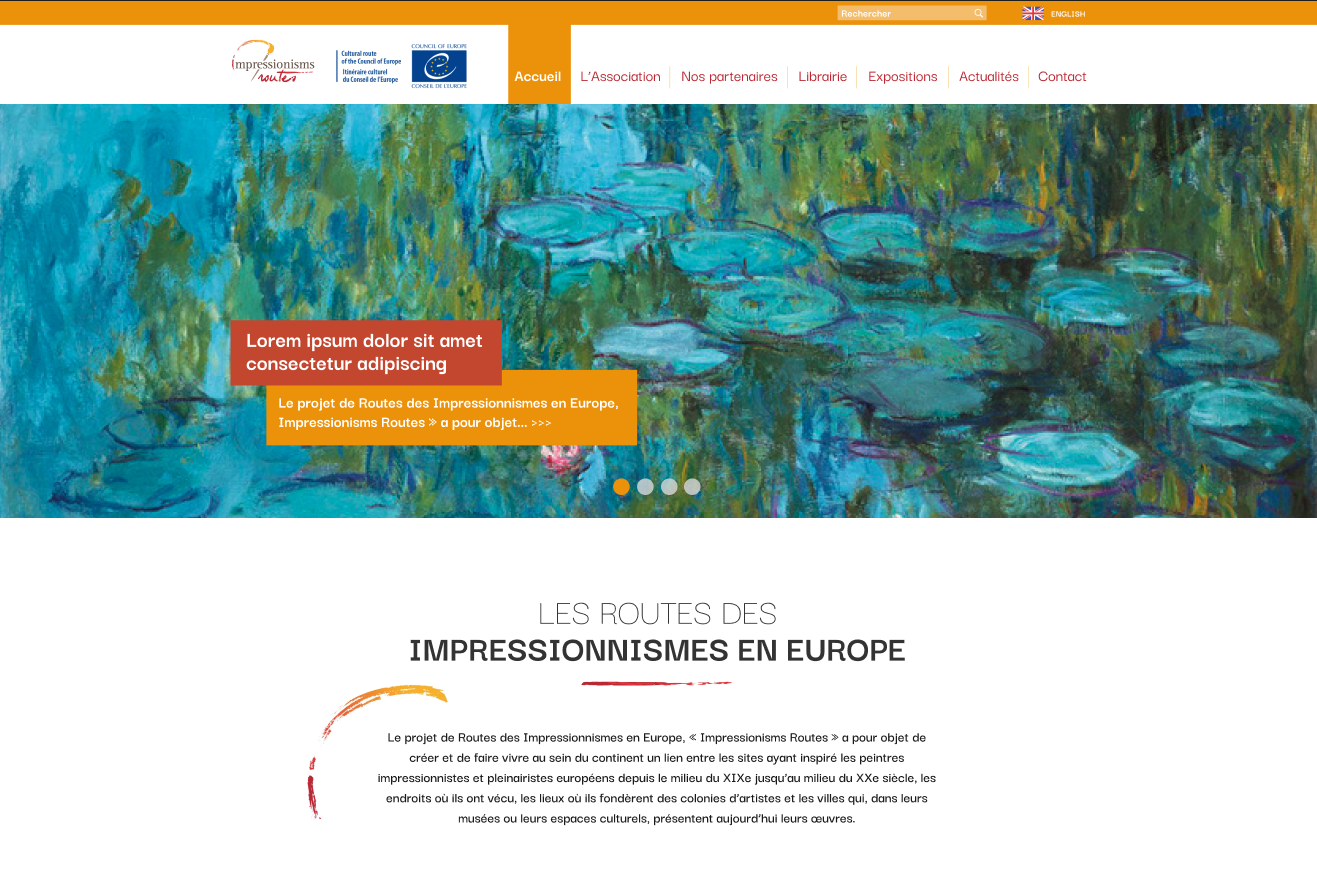 Rechercher
ENGLISH
impressionisms
routes
Cultural route
of the Council of Europe
Itinéraire culturel
du Conseil de l'Europe
COUNCIL OF EUROPE
CONSEIL DE L'EUROPE
Accueil
L'Association
Nos partenaires
Librairie
Expositions
Actualités
Contact
Lorem ipsum dolor sit amet
consectetur adipiscing
Le projet de Routes des Impressionnismes en Europe,
Impressionisms Routes » a pour objet... >>>
LES ROUTES DES
IMPRESSIONNISMES EN EUROPE
Le projet de Routes des Impressionnismes en Europe, « Impressionisms Routes » a pour objet de
créer et de faire vivre au sein du continent un lien entre les sites ayant inspiré les peintres
impressionnistes et pleinairistes européens depuis le milieu du XIXe jusqu'au milieu du XXe siècle, les
endroits où ils ont vécu, les lieux où ils fondèrent des colonies d'artistes et les villes qui, dans leurs
musées ou leurs espaces culturels, présentent aujourd'hui leurs œuvres.